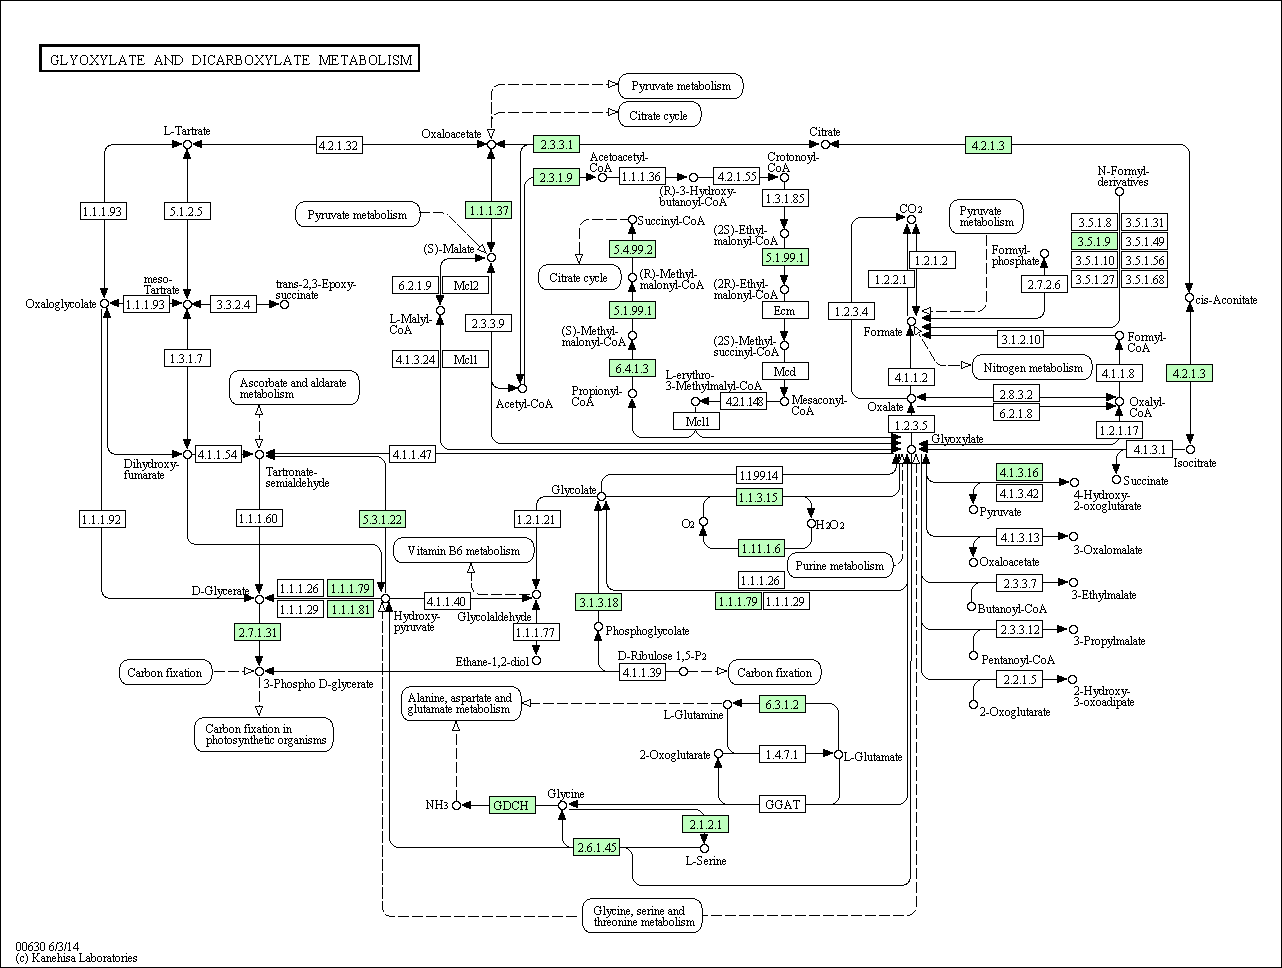 GLYOXYLATE AND DICARBOXYLATE METABOLISM
Pyruvate metabolism
Citrate cycle
L-Tartrate
4.2.1.32
Oxaloacetate
2.3.3.1
Citrate
4.2.1.3
2.3.1.9
Acetoacetyl-
CoA
1.1.1.36
(R)-3-Hydroxy-
butanoyl-CoA
4.2.1.55
Crotonoyl-
CoA
1.3.1.85
N-Formyl-
derivatives
1.1.1.93
5.1.2.5
Pyruvate metabolism
1.1.1.37
Succinyl-CoA
(2S)-Ethyl-
malonyl-CoA
CO2
Pyruvate
metabolism
3.5.1.8
3.5.1.31
3.5.1.9
3.5.1.49
3.5.1.10
3.5.1.56
3.5.1.27
3.5.1.68
(S)-Malate
5.4.99.2
5.1.99.1
1.2.1.2
1.2.2.1
Formyl-
phosphate
2.7.2.6
Citrate cycle
(R)-Methyl-
malonyl-CoA
(2R)-Ethyl-
malonyl-CoA
meso-
Tartrate
trans-2,3-Epoxy-
succinate
6.2.1.9
Mcl2
Oxaloglycolate
1.1.1.93
3.3.2.4
cis-Aconitate
L-Malyl-
CoA
2.3.3.9
5.1.99.1
Ecm
1.2.3.4
(S)-Methyl-
malonyl-CoA
(2S)-Methyl-
succinyl-CoA
Formate
3.1.2.10
Formyl-
CoA
1.3.1.7
4.1.3.24
Mcl1
6.4.1.3
Mcd
Nitrogen metabolism
4.1.1.2
4.1.1.8
4.2.1.3
Ascorbate and aldarate
metabolism
Acetyl-CoA
Propionyl-
CoA
L-erythro-
3-Methylmalyl-CoA
4.2.1.148
Mesaconyl-
CoA
Mcl1
Oxalate
2.8.3.2
6.2.1.8
Oxalyl-
CoA
1.2.3.5
1.2.1.17
Glyoxylate
4.1.3.1
Isocitrate
Dihydroxy-
fumarate
4.1.1.54
Tartronate-
semialdehyde
4.1.1.47
Succinate
1.1.99.14
4.1.3.16
4.1.3.42
Pyruvate
4-Hydroxy-
2-oxoglutarate
Glycolate
1.1.3.15
O2
H2O2
1.11.1.6
1.1.1.92
1.1.1.60
5.3.1.22
1.2.1.21
4.1.3.13
Oxaloacetate
3-Oxalomalate
Vitamin B6 metabolism
Purine metabolism
D-Glycerate
1.1.1.26
1.1.1.79
1.1.1.29
1.1.1.81
Hydroxy-
pyruvate
4.1.1.40
Glycolaldehyde
1.1.1.26
1.1.1.79
1.1.1.29
3.1.3.18
2.3.3.7
Butanoyl-CoA
3-Ethylmalate
2.7.1.31
1.1.1.77
Phosphoglycolate
2.3.3.12
Pentanoyl-CoA
3-Propylmalate
Ethane-1,2-diol
D-Ribulose 1,5-P2
4.1.1.39
Carbon fixation
Carbon fixation
3-Phospho D-glycerate
2.2.1.5
2-Oxoglutarate
2-Hydroxy-
3-oxoadipate
Carbon fixation in
photosynthetic organisms
Alanine, aspartate and
glutamate metabolism
L-Glutamine
6.3.1.2
2-Oxoglutarate
1.4.7.1
L-Glutamate
NH3
GDCH
Glycine
GGAT
2.1.2.1
2.6.1.45
L-Serine
Glycine, serine and
threonine metabolism
00630 6/3/14
(c) Kanehisa Laboratories